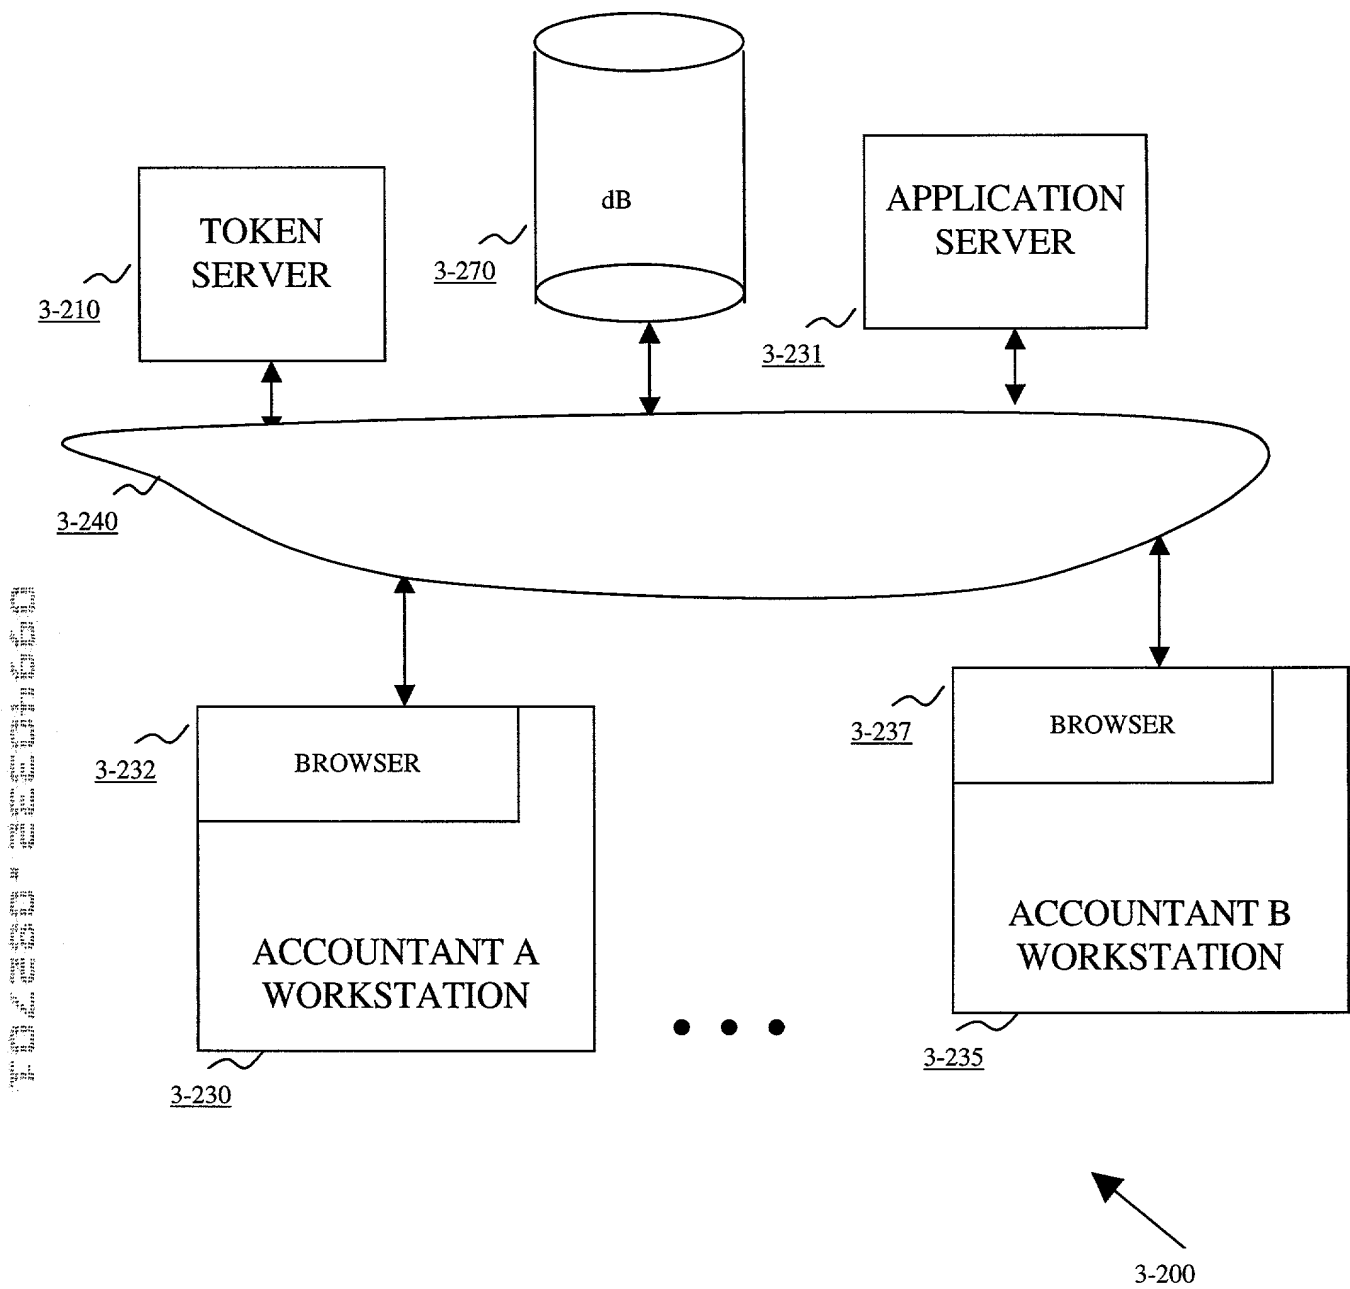 dB
APPLICATION
SERVER
TOKEN
SERVER
3-270
3-210
3-231
3-240
3-237
BROWSER
3-232
BROWSER
ACCOUNTANT B
WORKSTATION
ACCOUNTANT A
WORKSTATION
3-235
3-230
3-200